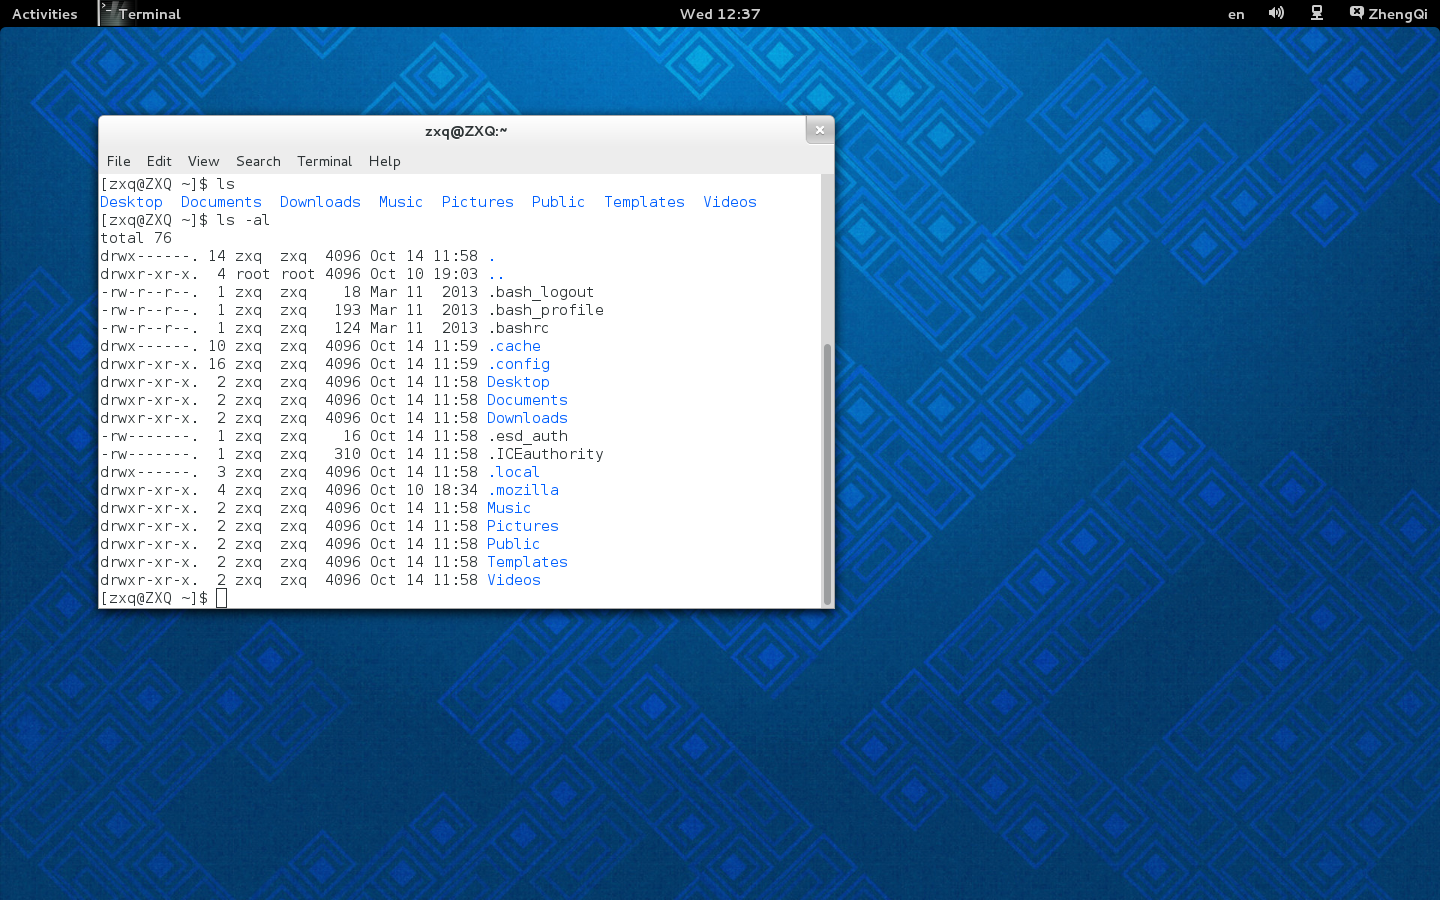 Activities Terminal Wed 12:37 en ZhengQi
zxq@ZXQ:~
File Edit View Search Terminal Help
[zxq@ZXQ ~]$ ls
Desktop  Documents  Downloads  Music  Pictures  Public  Templates  Videos
[zxq@ZXQ ~]$ ls -al
total 76
drwx------. 14 zxq  zxq  4096 Oct 14 11:58 .
drwxr-xr-x.  4 root root 4096 Oct 10 19:03 ..
-rw-r--r--.  1 zxq  zxq    18 Mar 11  2013 .bash_logout
-rw-r--r--.  1 zxq  zxq   193 Mar 11  2013 .bash_profile
-rw-r--r--.  1 zxq  zxq   124 Mar 11  2013 .bashrc
drwx------. 10 zxq  zxq  4096 Oct 14 11:59 .cache
drwxr-xr-x. 16 zxq  zxq  4096 Oct 14 11:59 .config
drwxr-xr-x.  2 zxq  zxq  4096 Oct 14 11:58 Desktop
drwxr-xr-x.  2 zxq  zxq  4096 Oct 14 11:58 Documents
drwxr-xr-x.  2 zxq  zxq  4096 Oct 14 11:58 Downloads
-rw-------.  1 zxq  zxq    16 Oct 14 11:58 .esd_auth
-rw-------.  1 zxq  zxq   310 Oct 14 11:58 .ICEauthority
drwx------.  3 zxq  zxq  4096 Oct 14 11:58 .local
drwxr-xr-x.  4 zxq  zxq  4096 Oct 10 18:34 .mozilla
drwxr-xr-x.  2 zxq  zxq  4096 Oct 14 11:58 Music
drwxr-xr-x.  2 zxq  zxq  4096 Oct 14 11:58 Pictures
drwxr-xr-x.  2 zxq  zxq  4096 Oct 14 11:58 Public
drwxr-xr-x.  2 zxq  zxq  4096 Oct 14 11:58 Templates
drwxr-xr-x.  2 zxq  zxq  4096 Oct 14 11:58 Videos
[zxq@ZXQ ~]$